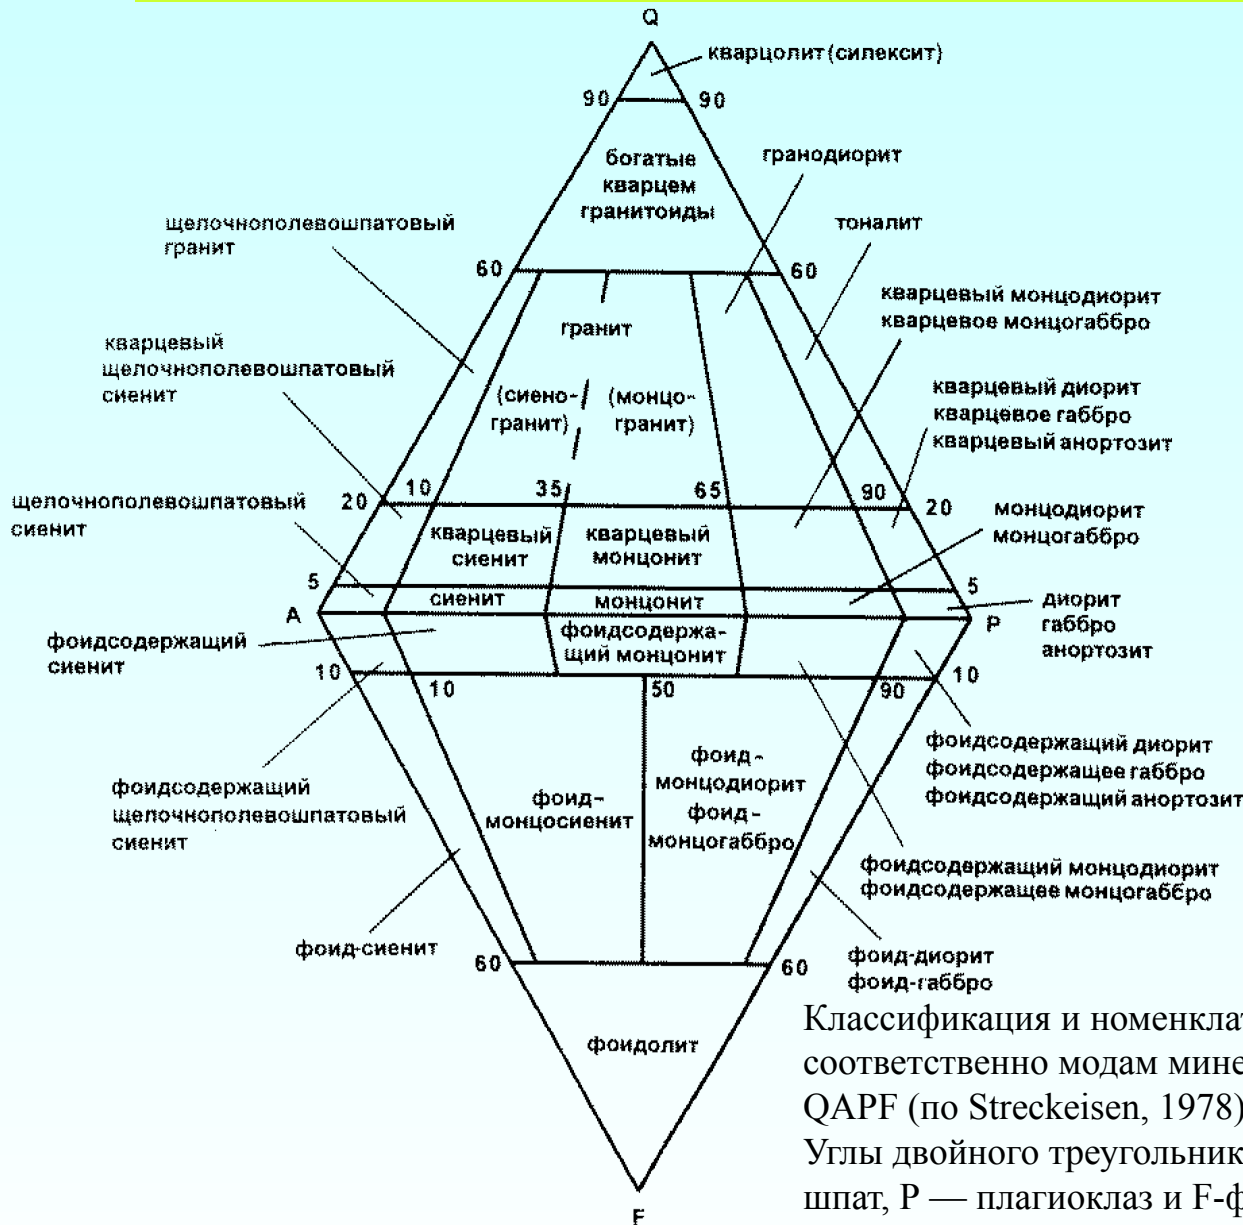 Q
кварцолит (силексит)
90 90
богатые
кварцем
гранитоиды
гранодиорит
тоналит
щелочнополевошпатовый
гранит
60 60
кварцевый монцодиорит
кварцевое монцогаббро
гранит
кварцевый
щелочнополевошпатовый
сиенит
(сиено-
гранит)
(монцо-
гранит)
кварцевый диорит
кварцевое габбро
кварцевый анортозит
20 10 35 65 90 20
щелочнополевошпатовый
сиенит
монцодиорит
монцогаббро
кварцевый
сиенит
кварцевый
монцонит
5 5
сиенит
монцонит
A
P
диорит
габбро
анортозит
фоидсодержащий
сиенит
фоидсодержа-
щий монцонит
10 10 50 90 10
фоидсодержащий диорит
фоидсодержащее габбро
фоидсодержащий анортозит
фоид-
монцодиорит
фоид-
монцогаббро
фоид-
монцосиенит
фоидсодержащий
щелочнополевошпатовый
сиенит
фоидсодержащий монцодиорит
фоидсодержащее монцогаббро
фоид-сиенит
фоид-диорит
фоид-габбро
60 60
фоидолит
F
Классификация и номенклат
соответственно модам мине
QAPF (по Streckeisen, 1978)
Углы двойного треугольник
шпат, P — плагиоклаз и F-ф